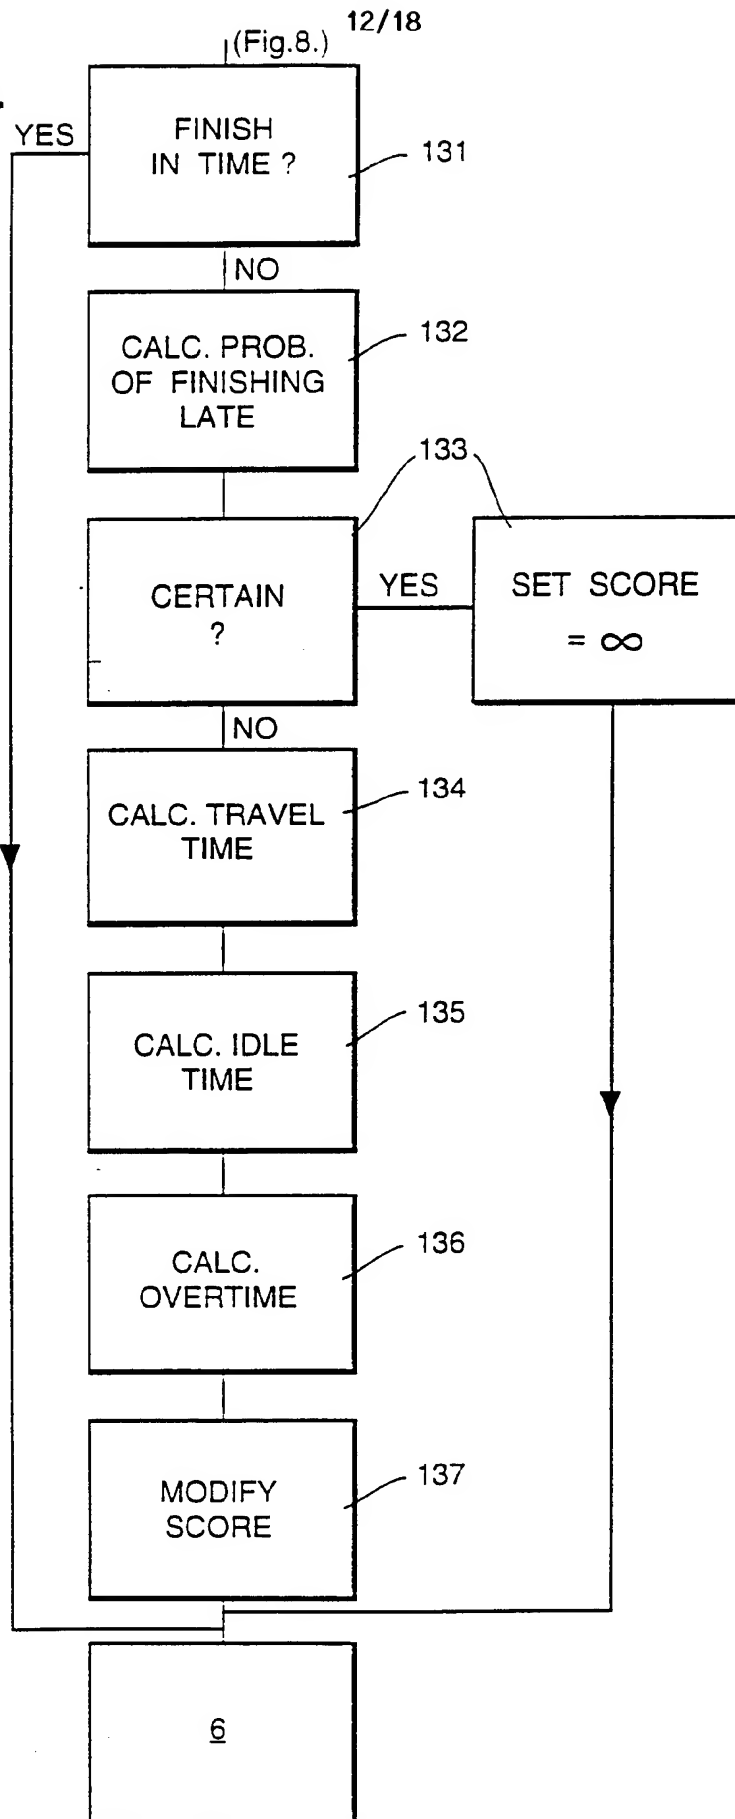 12/18
(Fig.8.)
YES
FINISH
IN TIME ?
131
NO
CALC. PROB.
OF FINISHING
LATE
132
133
CERTAIN
?
YES
SET SCORE
= ∞
NO
CALC. TRAVEL
TIME
134
CALC. IDLE
TIME
135
CALC.
OVERTIME
136
MODIFY
SCORE
137
6